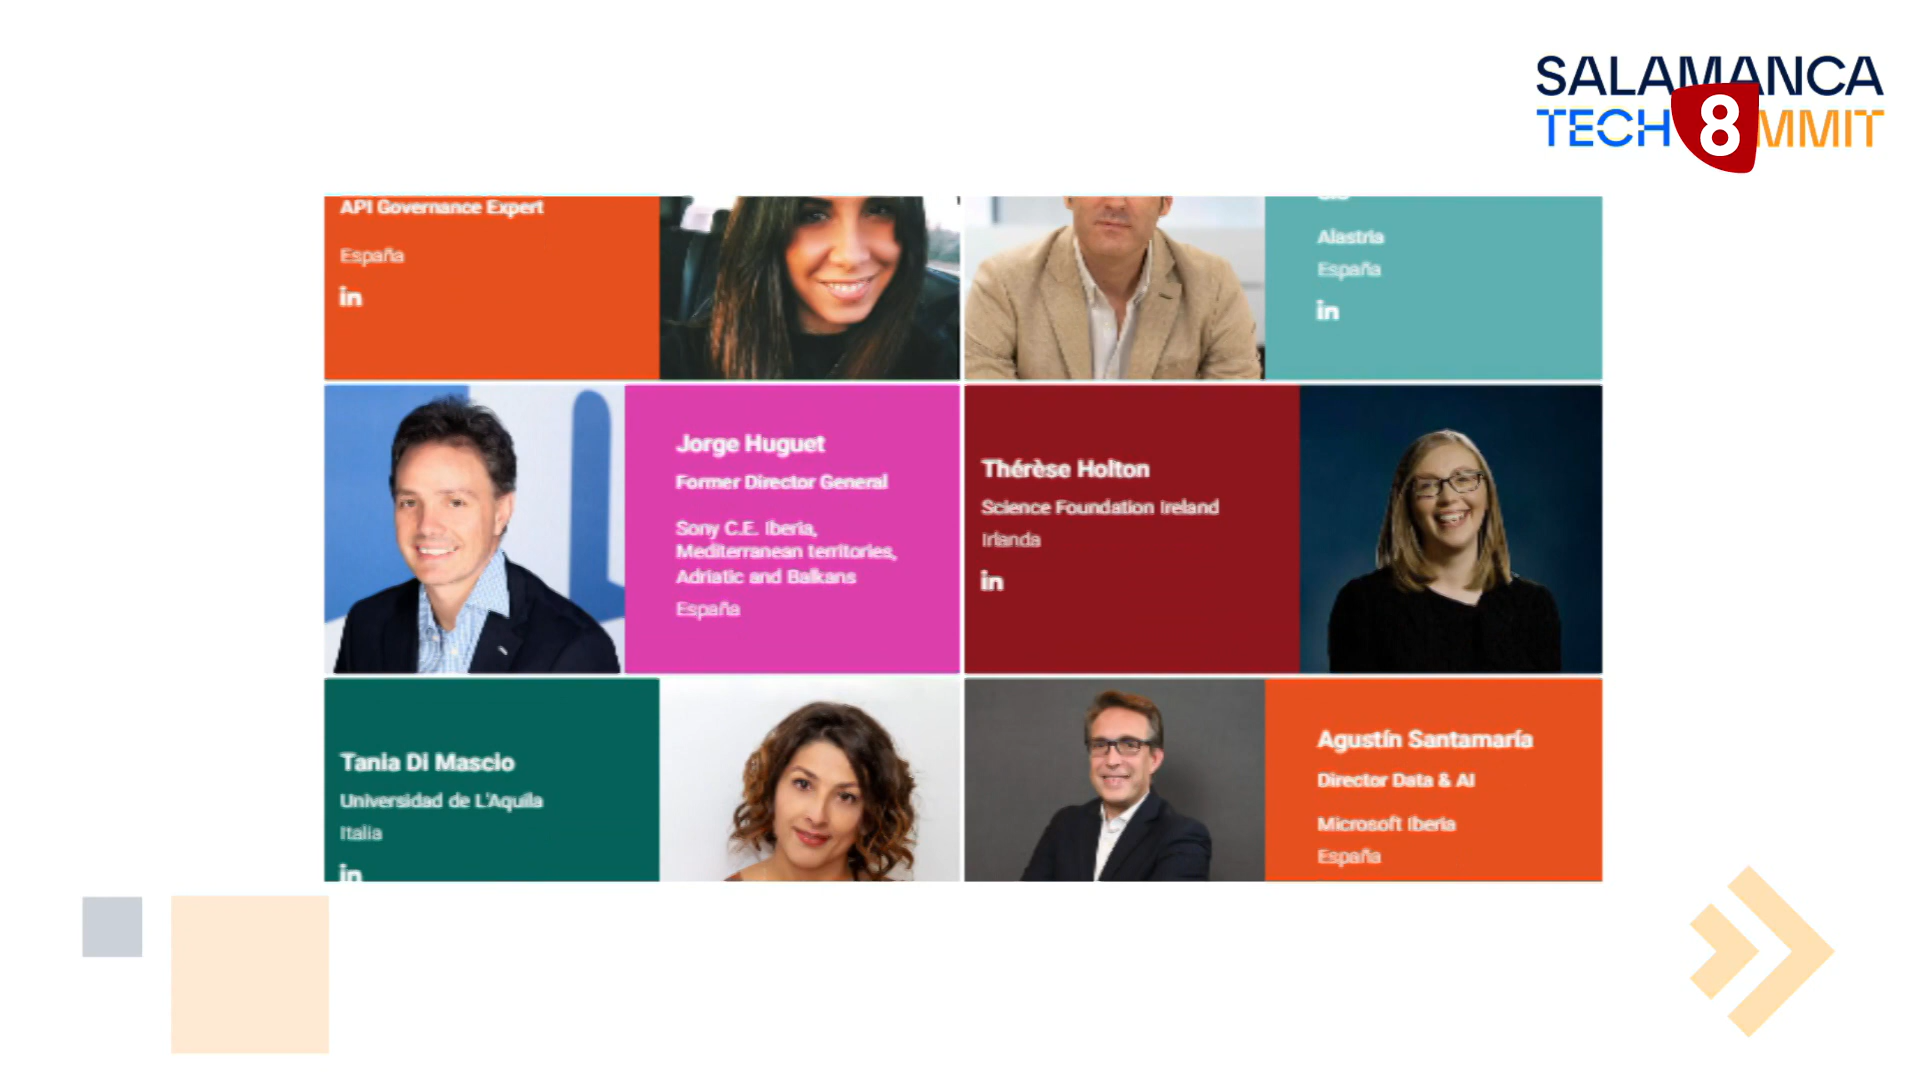 SALAMANCA
TECH MMIT
8
API Governance Expert
España
in
Alastria
España
in
Jorge Huguet
Former Director General
Sony C.E. Iberia,
Mediterranean territories,
Adriatic and Balkans
España
Thérèse Holton
Science Foundation Ireland
Irlanda
in
Tania Di Mascio
Universidad de L'Aquila
Italia
in
Agustín Santamaría
Director Data & AI
Microsoft Iberia
España